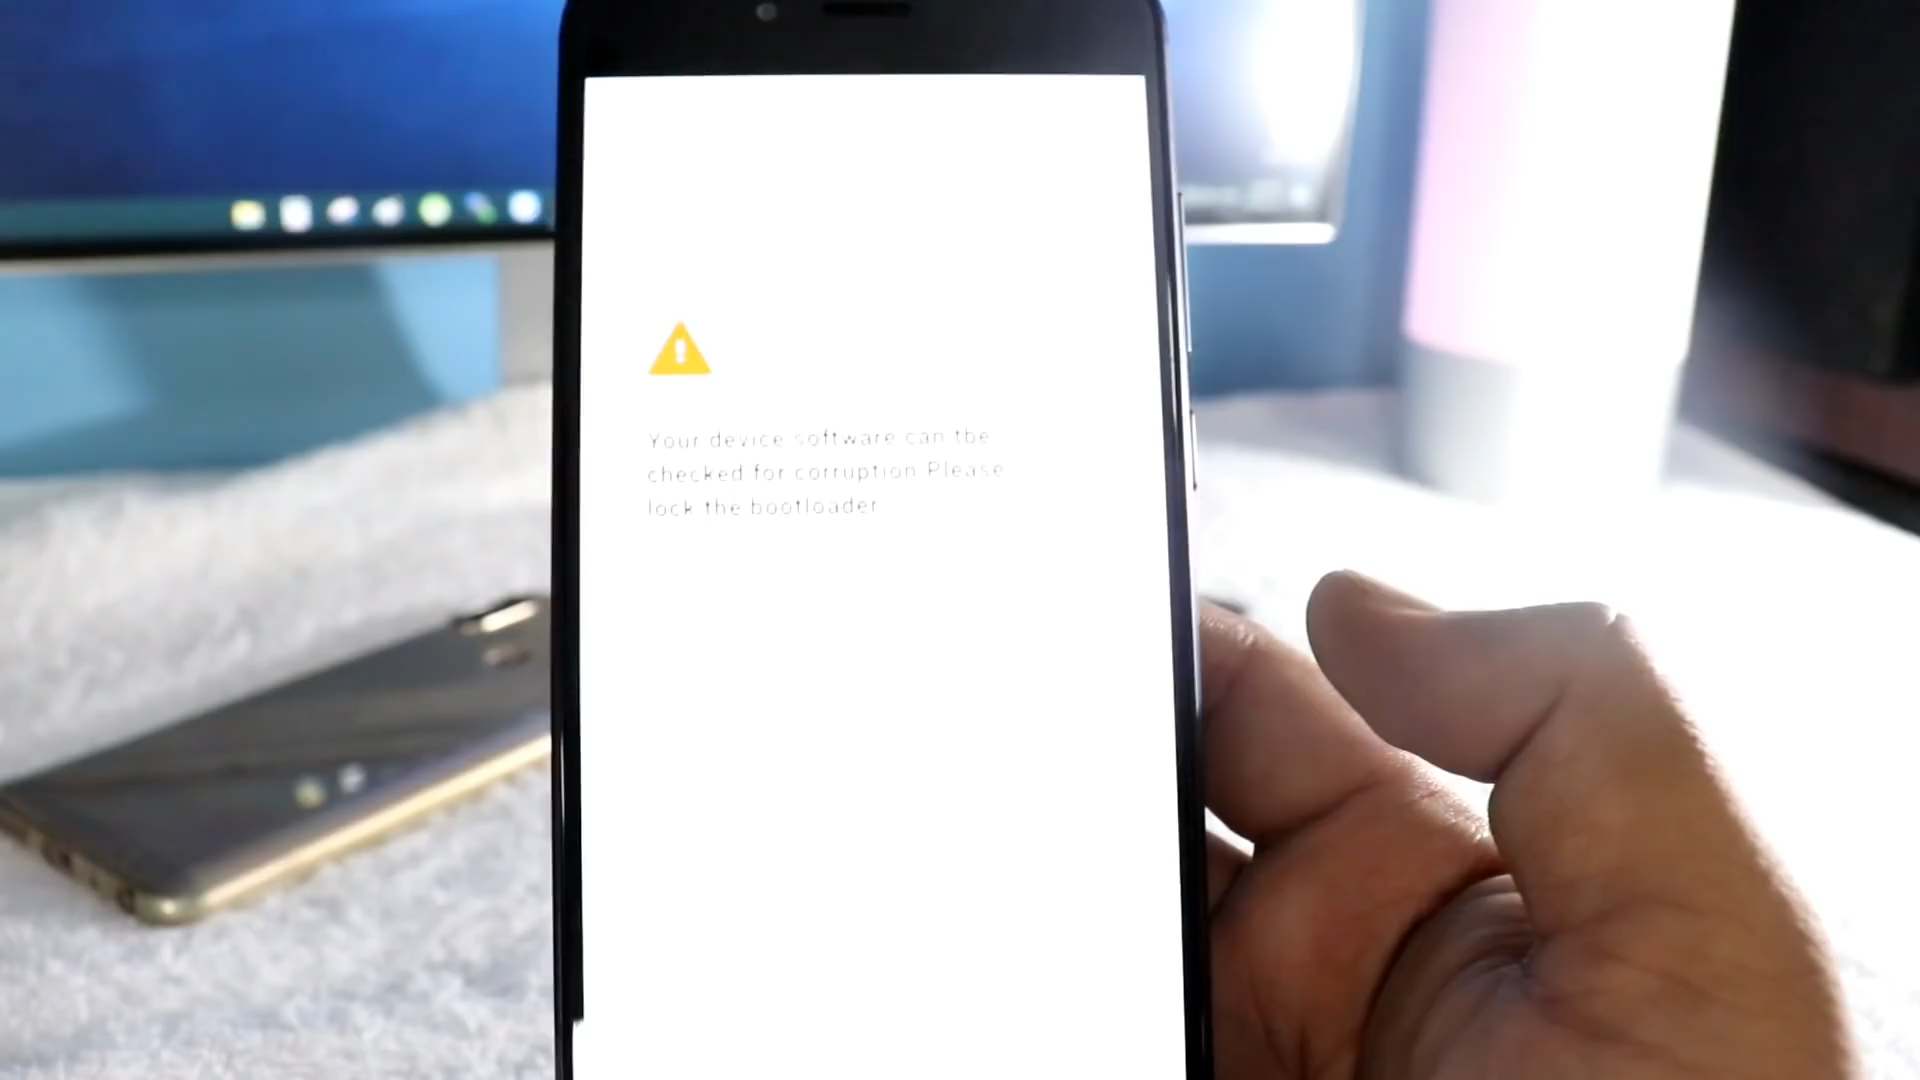 Your device software can tbe
checked for corruption Please
lock the bootloader